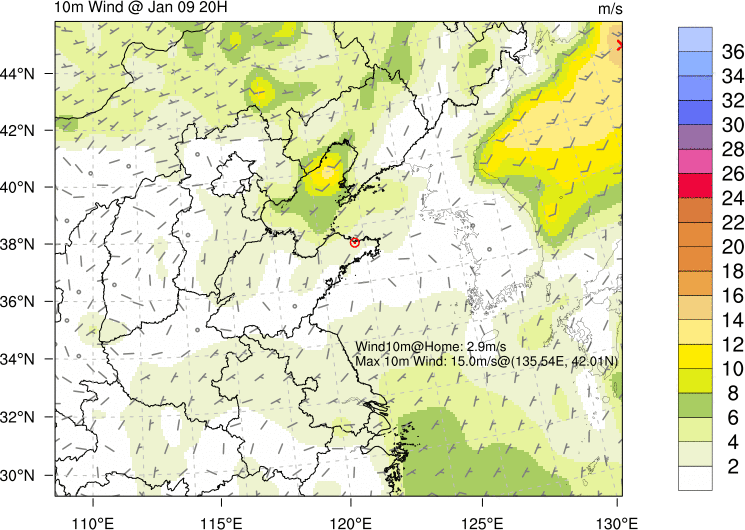 10m Wind @ Jan 09 20H
m/s
44°N
42°N
40°N
38°N
36°N
34°N
32°N
30°N
110°E
115°E
120°E
125°E
130°E
Wind10m@Home: 2.9m/s
Max 10m Wind: 15.0m/s@(135.54E, 42.01N)
36
34
32
30
28
26
24
22
20
18
16
14
12
10
8
6
4
2